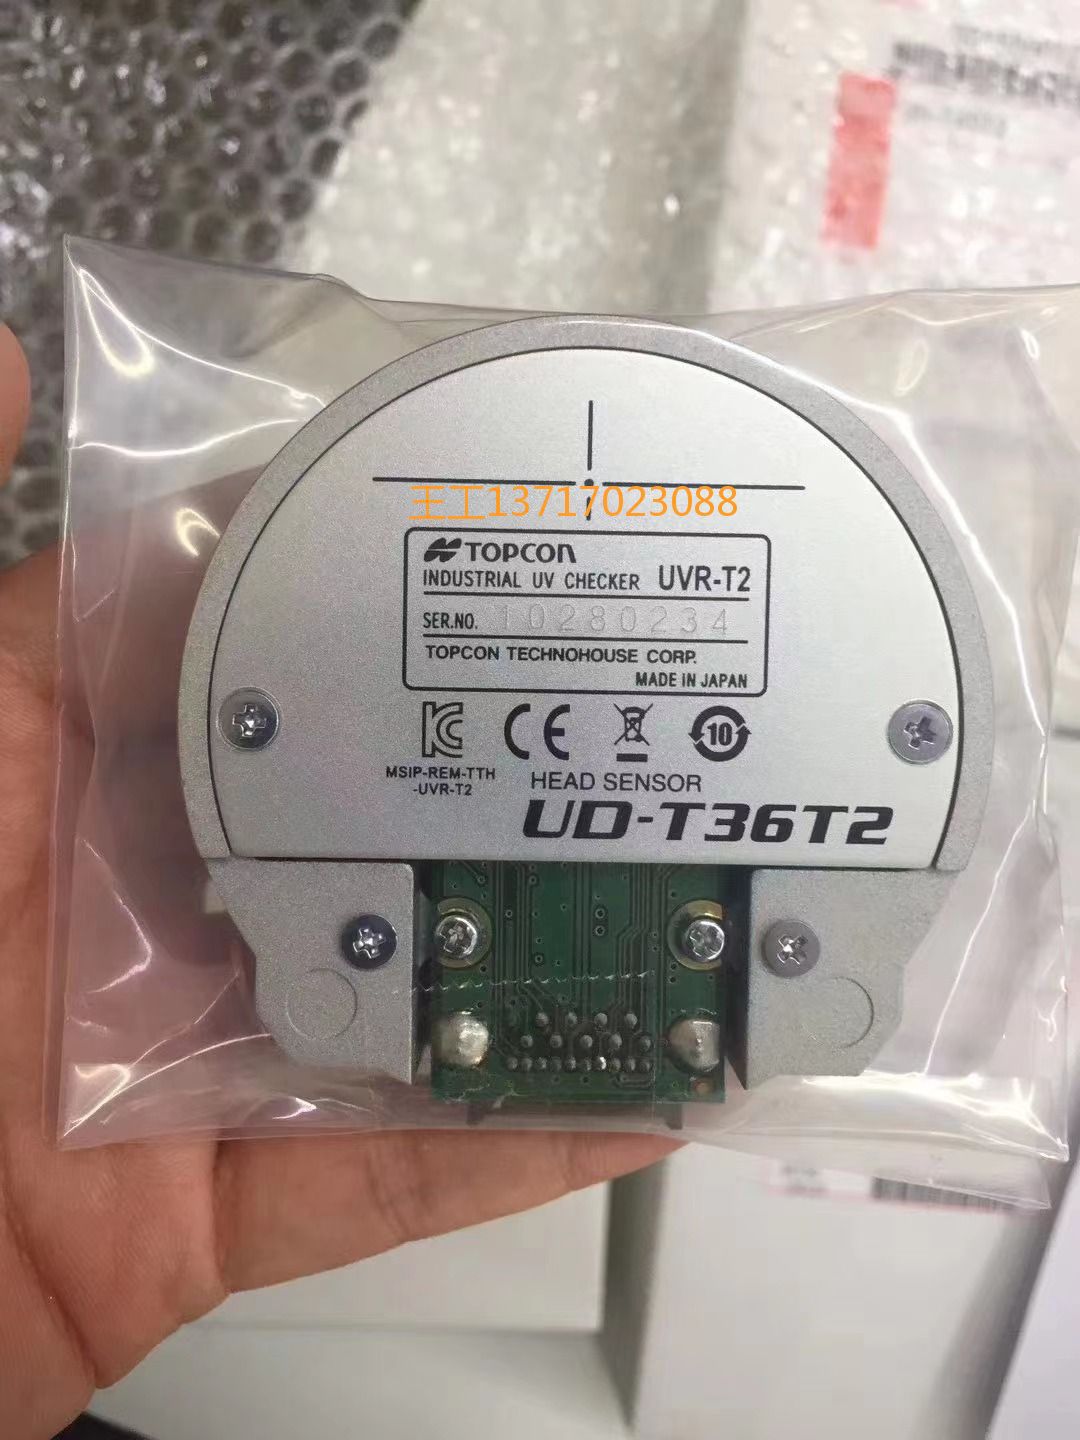 王工13717023088
TOPCON
INDUSTRIAL UV CHECKER UVR-T2
SER.NO. 10280234
TOPCON TECHNOHOUSE CORP.
MADE IN JAPAN
CE
10
MSIP-REM-TTH
-UVR-T2
HEAD SENSOR
UD-T36T2